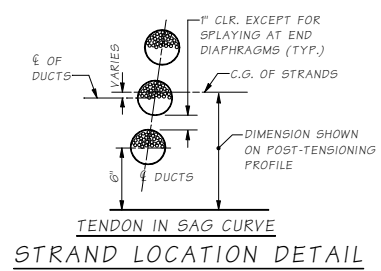 1" CLR. EXCEPT FOR
SPLAYING AT END
DIAPHRAGMS (TYP.)
℄ OF
DUCTS
VARIES
C.G. OF STRANDS
DIMENSION SHOWN
ON POST-TENSIONING
PROFILE
6"
℄ DUCTS
TENDON IN SAG CURVE
STRAND LOCATION DETAIL